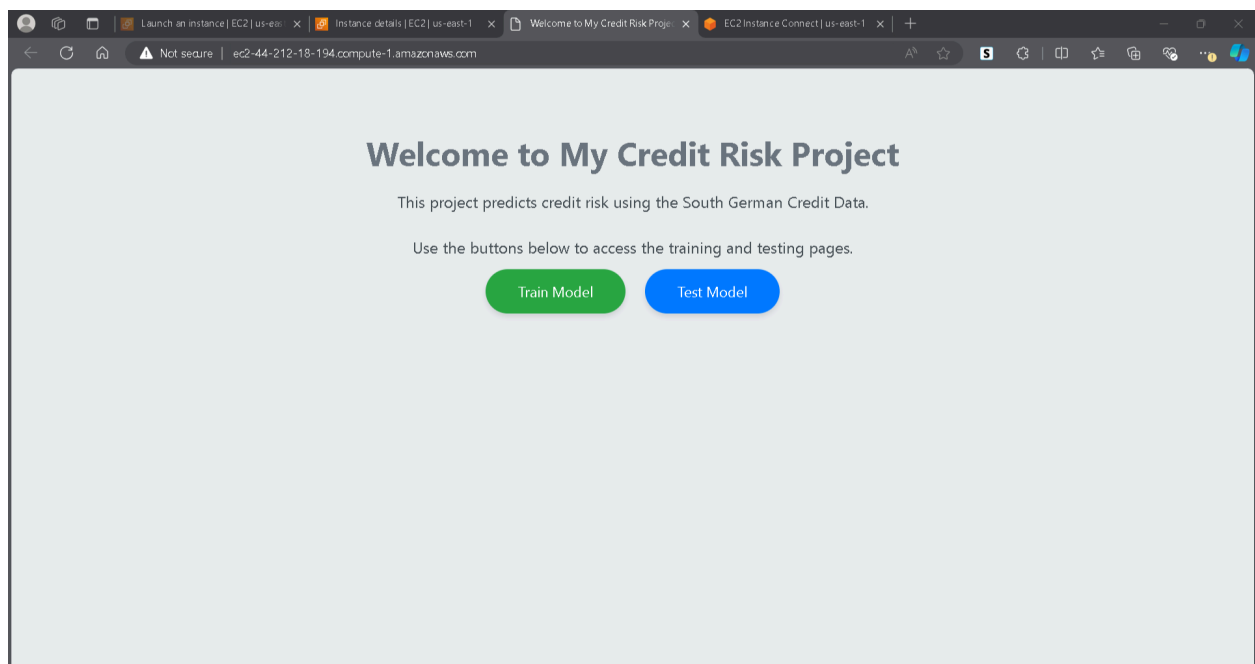 Launch an instance | EC2 | us-eas
Instance details | EC2 | us-east-1
Welcome to My Credit Risk Proje
EC2 Instance Connect | us-east-1
Not secure | ec2-44-212-18-194.compute-1.amazonaws.com
Welcome to My Credit Risk Project
This project predicts credit risk using the South German Credit Data.
Use the buttons below to access the training and testing pages.
Train Model
Test Model